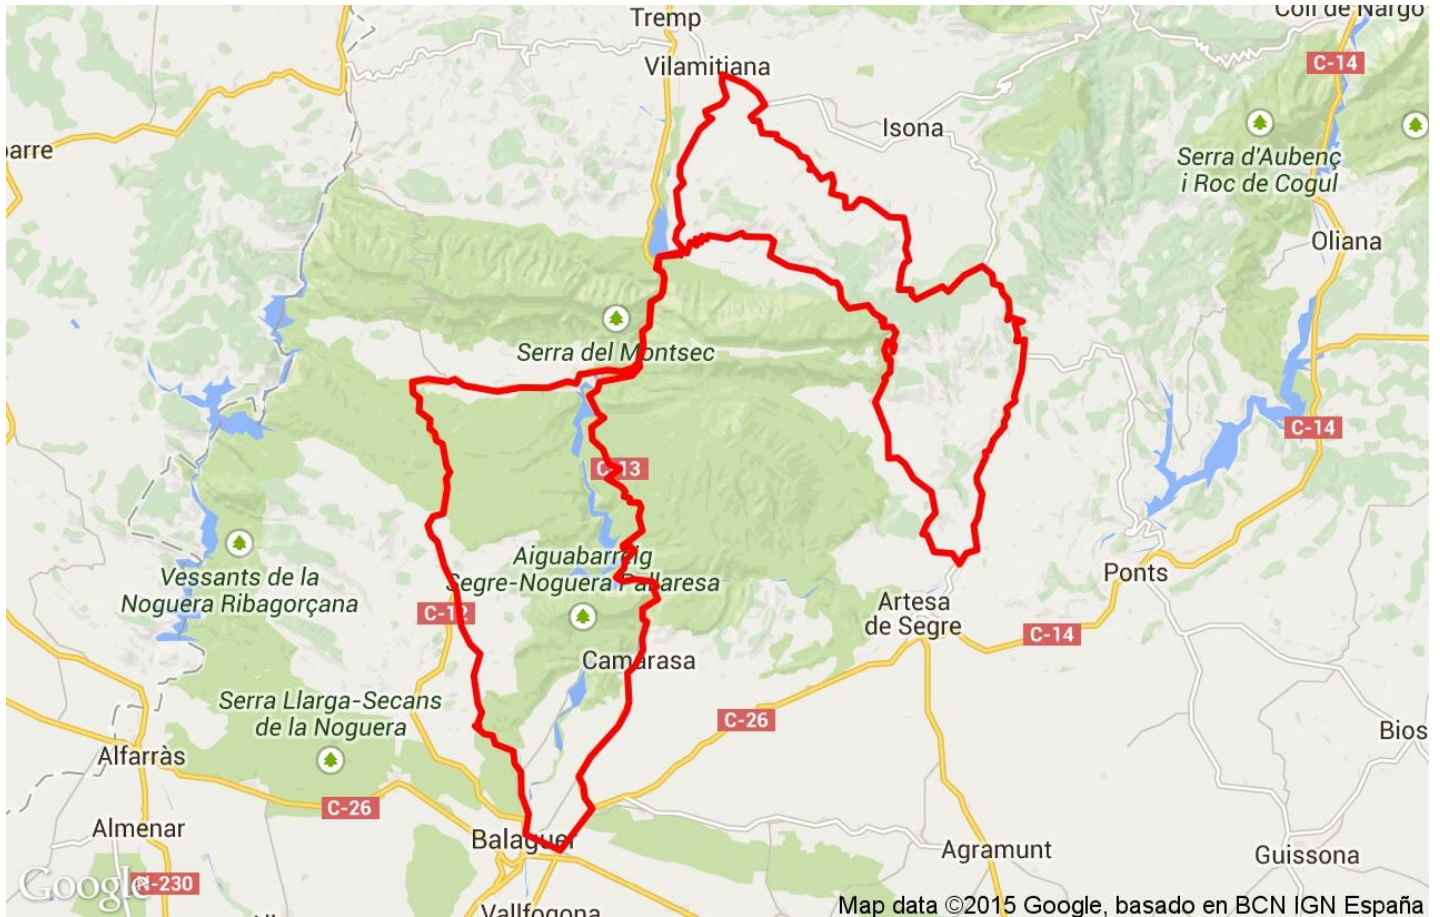 Tremp
Coll de Nargó
Vilamitjana
C-14
Isona
barre
Serra d'Aubenç
i Roc de Cogul
Oliana
Serra del Montsec
C-14
C-13
Aiguabarreig
Segre-Noguera Pallaresa
Vessants de la
Noguera Ribagorçana
Ponts
C-12
Artesa
de Segre
C-14
Camarasa
Serra Llarga-Secans
de la Noguera
C-26
Bios
Alfarràs
C-26
Almenar
Balaguer
Agramunt
Guissona
Google
N-230
Vallfogona
Map data ©2015 Google, basado en BCN IGN España